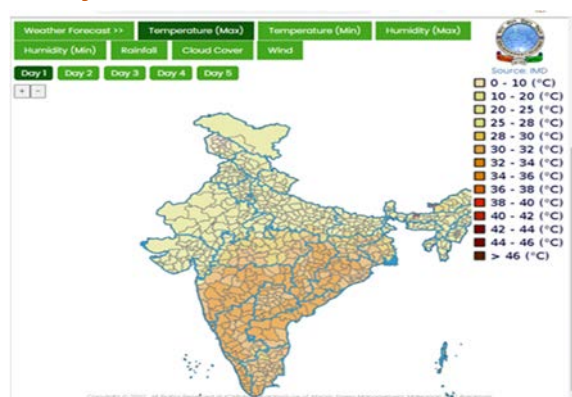 Weather Forecast >> Temperature (Max) Temperature (Min) Humidity (Max)
Humidity (Min) Rainfall Cloud Cover Wind
Day 1 Day 2 Day 3 Day 4 Day 5
+ -
Source: IMD
0 - 10 (°C)
10 - 20 (°C)
20 - 25 (°C)
25 - 28 (°C)
28 - 30 (°C)
30 - 32 (°C)
32 - 34 (°C)
34 - 36 (°C)
36 - 38 (°C)
38 - 40 (°C)
40 - 42 (°C)
42 - 44 (°C)
44 - 46 (°C)
> 46 (°C)